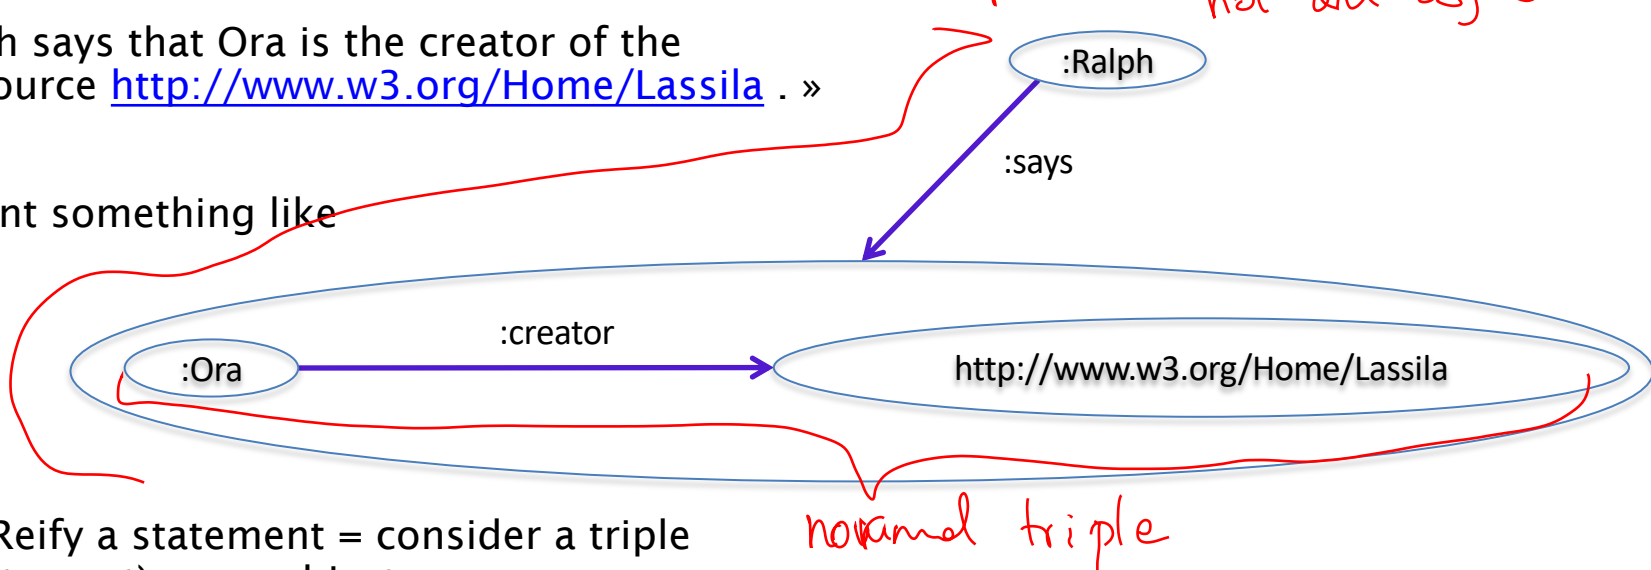 not
:Ralph
h says that Ora is the creator of the
ource http://www.w3.org/Home/Lassila . »
:says
nt something like
:creator
:Ora
http://www.w3.org/Home/Lassila
Reify a statement = consider a triple
triple